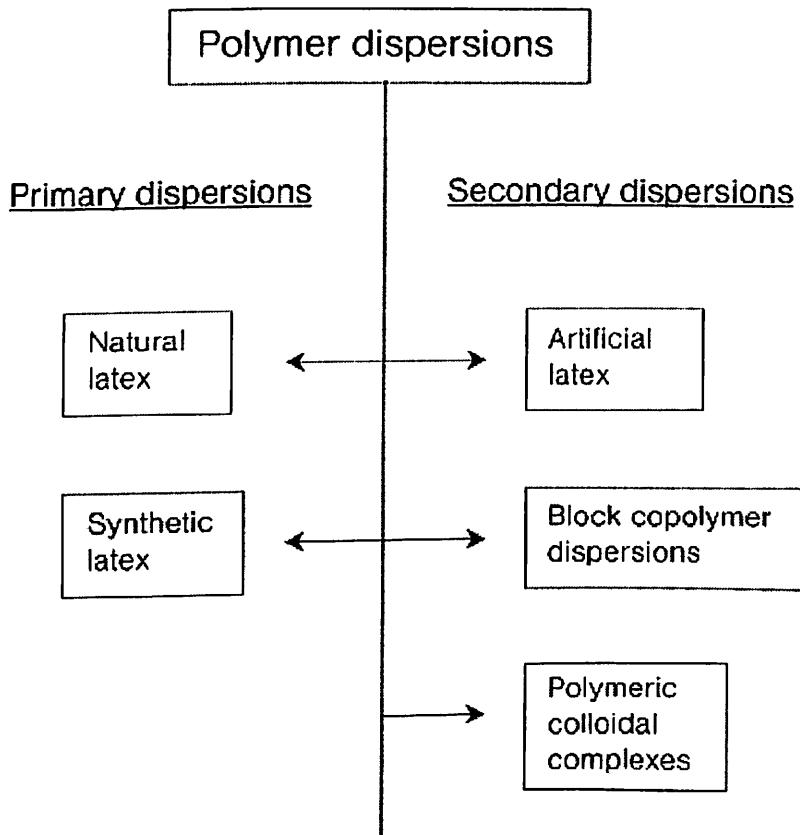 Polymer dispersions
Primary dispersions
Secondary dispersions
Natural
latex
Artificial
latex
Synthetic
latex
Block copolymer
dispersions
Polymeric
colloidal
complexes